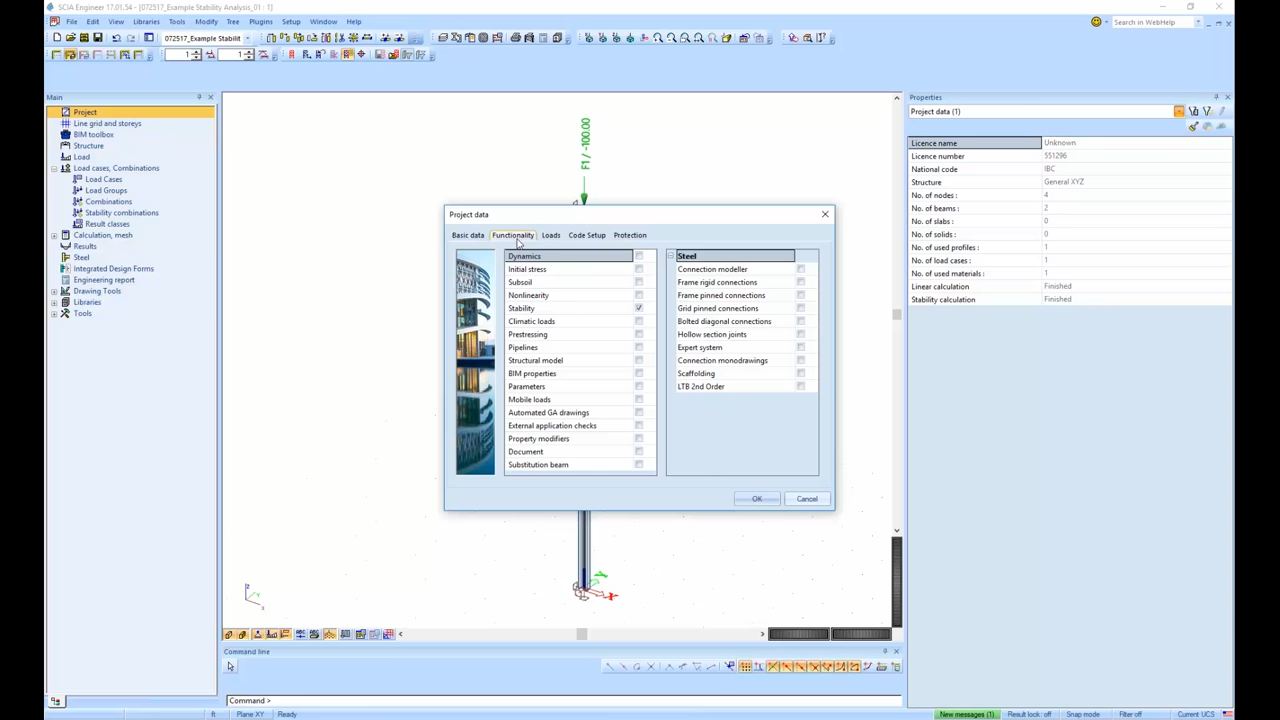 SCIA Engineer 17.01.54 - [072517_Example Stability Analysis_01 : 1]
File Edit View Libraries Tools Modify Tree Plugins Setup Window Help
Search in WebHelp
072517_Example Stabilit
1 1
Main
Project
Line grid and storeys
BIM toolbox
Structure
Load
Load cases, Combinations
Load Cases
Load Groups
Combinations
Stability combinations
Result classes
Calculation, mesh
Results
Steel
Integrated Design Forms
Engineering report
Drawing Tools
Libraries
Tools
F1 / -100.00
Project data
Basic data Functionality Loads Code Setup Protection
Dynamics
Initial stress
Subsoil
Nonlinearity
Stability
Climatic loads
Prestressing
Pipelines
Structural model
BIM properties
Parameters
Mobile loads
Automated GA drawings
External application checks
Property modifiers
Document
Substitution beam
Steel
Connection modeller
Frame rigid connections
Frame pinned connections
Grid pinned connections
Bolted diagonal connections
Hollow section joints
Expert system
Connection monodrawings
Scaffolding
LTB 2nd Order
OK Cancel
Properties
Project data (1)
Licence name Unknown
Licence number 551296
National code IBC
Structure General XYZ
No. of nodes : 4
No. of beams : 2
No. of slabs : 0
No. of solids : 0
No. of used profiles : 1
No. of load cases : 1
No. of used materials : 1
Linear calculation Finished
Stability calculation Finished
Command line
Command >
ft Plane XY Ready New messages (1) Result lock: off Snap mode Filter off Current UCS